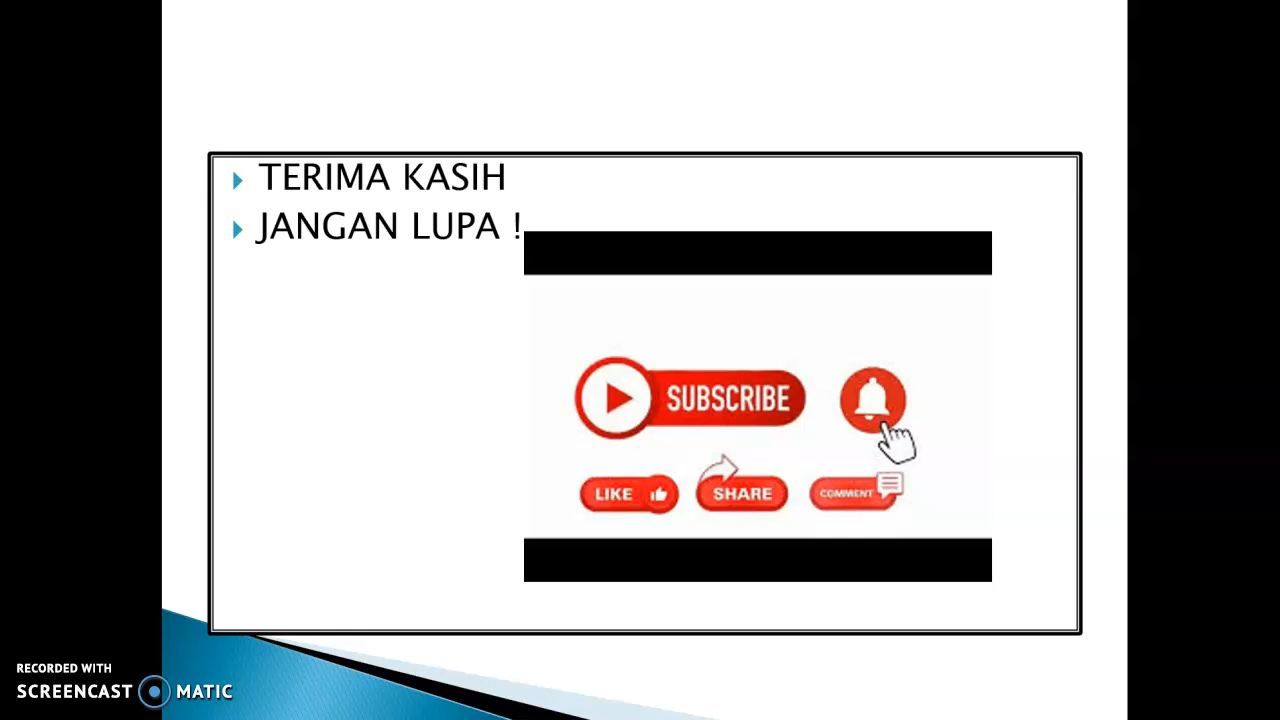 TERIMA KASIH
JANGAN LUPA !
SUBSCRIBE
LIKE SHARE COMMENT
RECORDED WITH
SCREENCAST MATIC